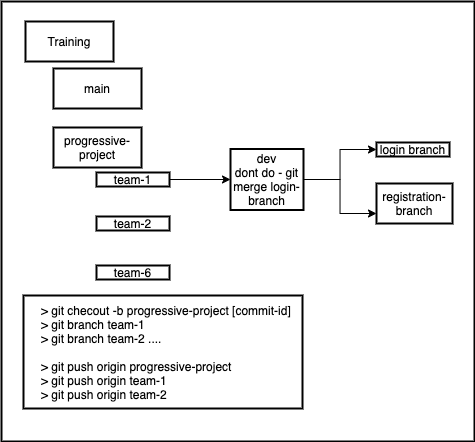 Training
main
progressive-
project
team-1
team-2
team-6
dev
dont do - git
merge login-
branch
login branch
registration-
branch
> git checout -b progressive-project [commit-id]
> git branch team-1
> git branch team-2 ....
> git push origin progressive-project
> git push origin team-1
> git push origin team-2